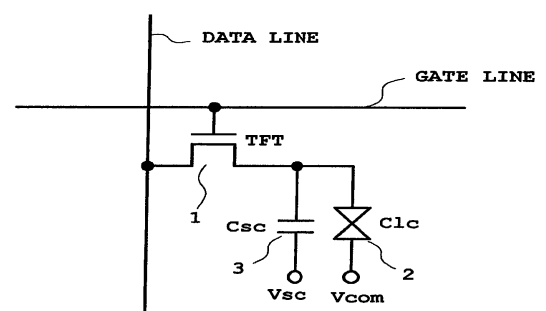 DATA LINE
GATE LINE
TFT
1
Csc
Clc
3
2
Vsc
Vcom